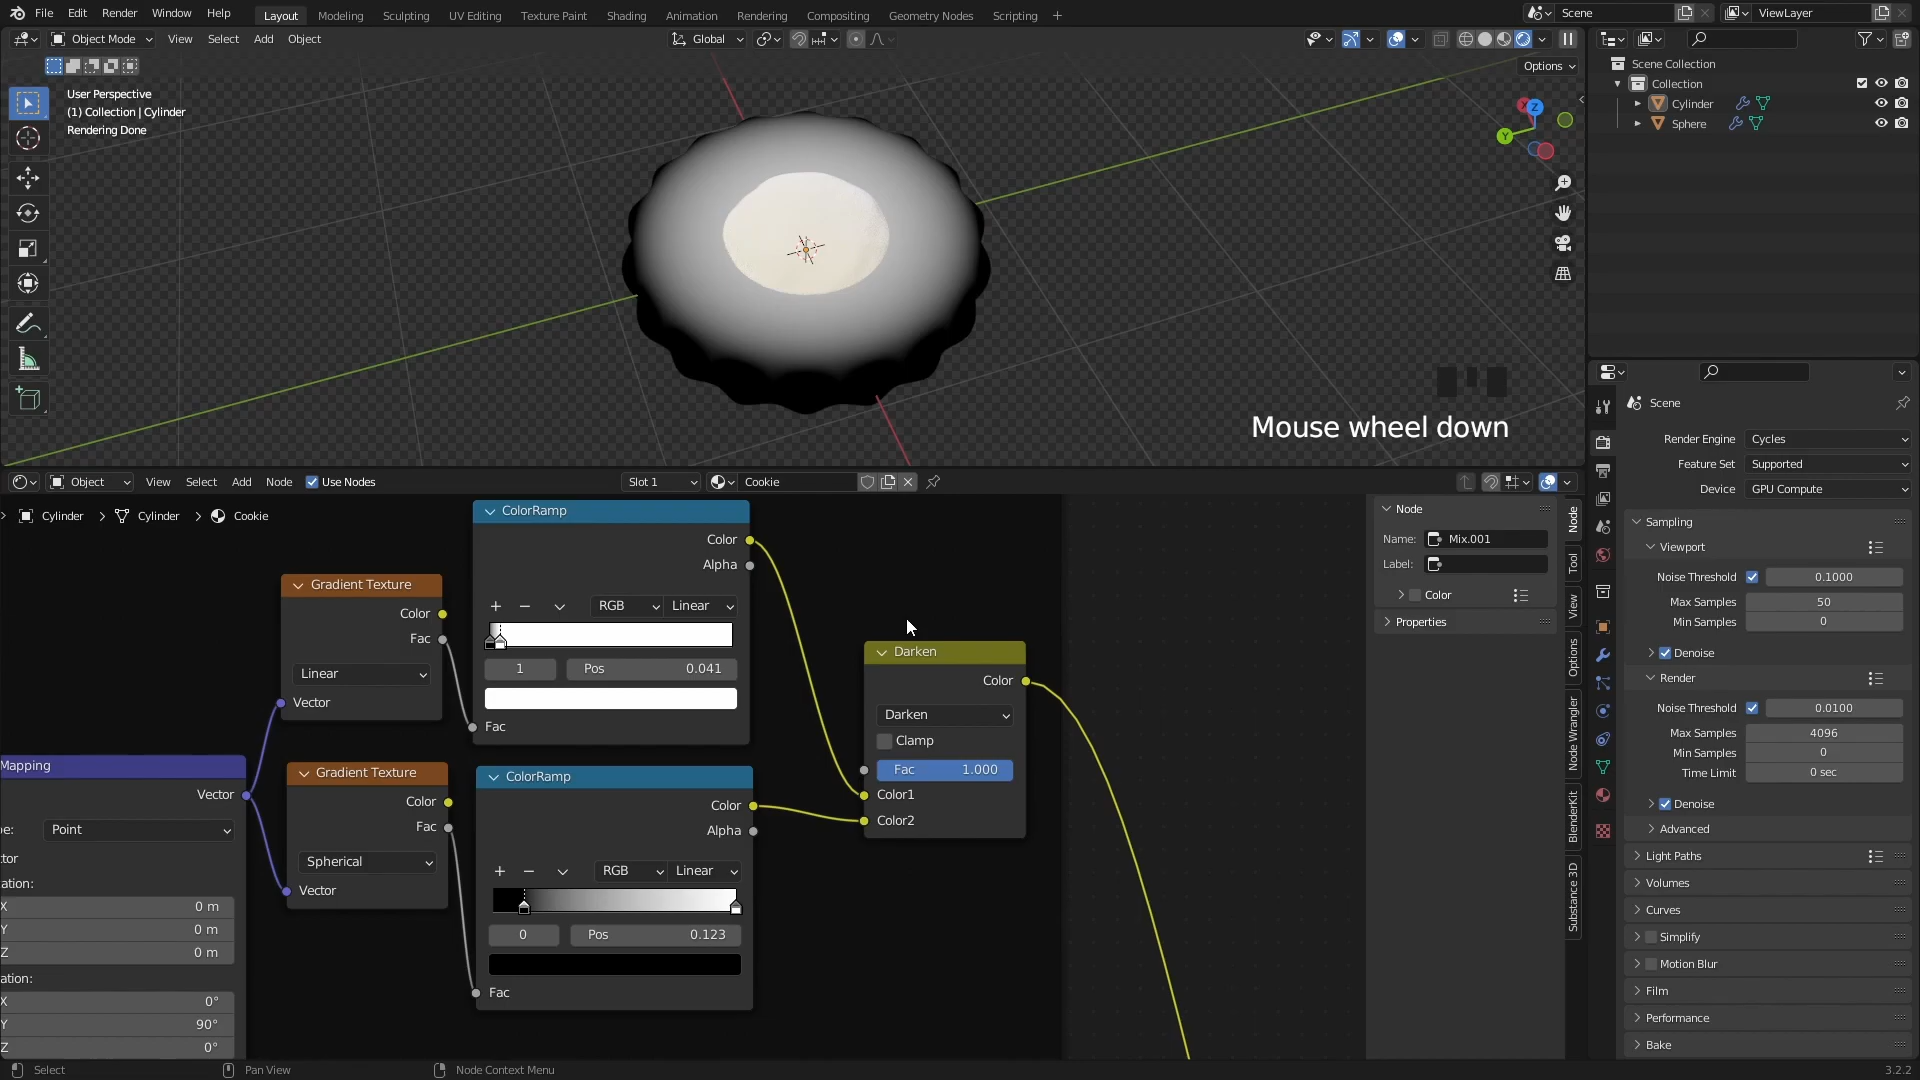 File Edit Render Window Help
Layout Modeling Sculpting UV Editing Texture Paint Shading Animation Rendering Compositing Geometry Nodes Scripting +
Scene
ViewLayer
Object Mode View Select Add Object
Global
Options
User Perspective
(1) Collection | Cylinder
Rendering Done
X
Y
Z
Mouse wheel down
Scene Collection
Collection
Cylinder
Sphere
Object View Select Add Node Use Nodes
Slot 1
Cookie
Cylinder > Cylinder > Cookie
ColorRamp
Color
Alpha
RGB Linear
1 Pos 0.041
Fac
Gradient Texture
Color
Fac
Linear
Vector
Mapping
Vector
e: Point
tor
ation:
X 0 m
Y 0 m
Z 0 m
ation:
X 0°
Y 90°
Z 0°
Gradient Texture
Color
Fac
Spherical
Vector
ColorRamp
Color
Alpha
RGB Linear
0 Pos 0.123
Fac
Darken
Color
Darken
Clamp
Fac 1.000
Color1
Color2
Node
Name: Mix.001
Label:
Color
Properties
Node
Tool
View
Options
Node Wrangler
BlenderKit
Substance 3D
Scene
Render Engine Cycles
Feature Set Supported
Device GPU Compute
Sampling
Viewport
Noise Threshold 0.1000
Max Samples 50
Min Samples 0
Denoise
Render
Noise Threshold 0.0100
Max Samples 4096
Min Samples 0
Time Limit 0 sec
Denoise
Advanced
Light Paths
Volumes
Curves
Simplify
Motion Blur
Film
Performance
Bake
Select
Pan View
Node Context Menu
3.2.2